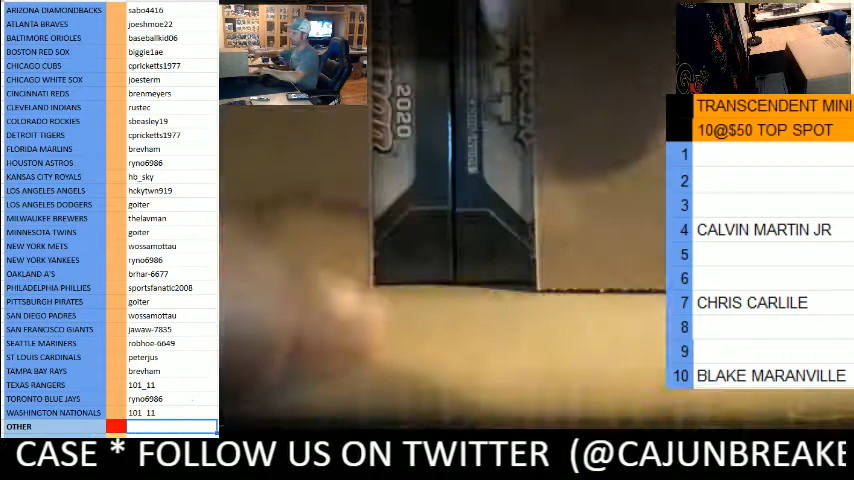 ARIZONA DIAMONDBACKS sabo4416
ATLANTA BRAVES joeshmoe22
BALTIMORE ORIOLES baseballkid06
BOSTON RED SOX biggie1ae
CHICAGO CUBS cpricketts1977
CHICAGO WHITE SOX joesterm
CINCINNATI REDS brenmeyers
CLEVELAND INDIANS rustec
COLORADO ROCKIES sbeasley19
DETROIT TIGERS cpricketts1977
FLORIDA MARLINS brevham
HOUSTON ASTROS ryno6986
KANSAS CITY ROYALS hb_sky
LOS ANGELES ANGELS hckytwn919
LOS ANGELES DODGERS golter
MILWAUKEE BREWERS thelavman
MINNESOTA TWINS golter
NEW YORK METS wossamottau
NEW YORK YANKEES ryno6986
OAKLAND A'S brhar-6677
PHILADELPHIA PHILLIES sportsfanatic2008
PITTSBURGH PIRATES golter
SAN DIEGO PADRES wossamottau
SAN FRANCISCO GIANTS jawaw-7835
SEATTLE MARINERS robhoe-6649
ST LOUIS CARDINALS peterjus
TAMPA BAY RAYS brevham
TEXAS RANGERS 101_11
TORONTO BLUE JAYS ryno6986
WASHINGTON NATIONALS 101_11
OTHER
2020
TRANSCENDENT MINI
10@$50 TOP SPOT
1
2
3
4 CALVIN MARTIN JR
5
6
7 CHRIS CARLILE
8
9
10 BLAKE MARANVILLE
CASE * FOLLOW US ON TWITTER (@CAJUNBREAKE